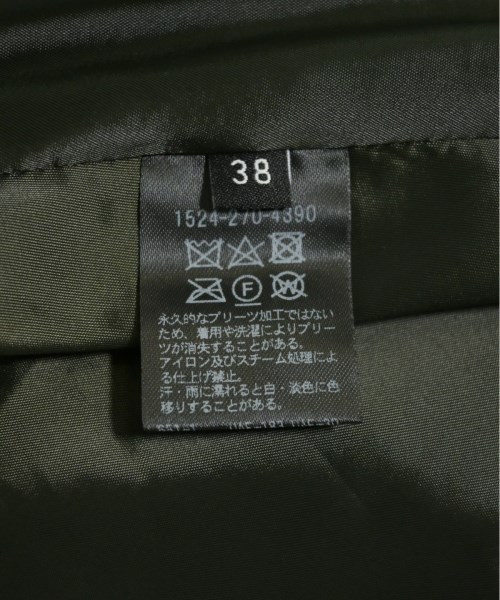 38
1524-270-4390
F
W
永久的なプリーツ加工ではない
ため、着用や洗濯によりプリー
ツが消失することがある。
アイロン及びスチーム処理によ
る仕上げ禁止。
汗・雨に濡れると白・淡色に色
移りすることがある。